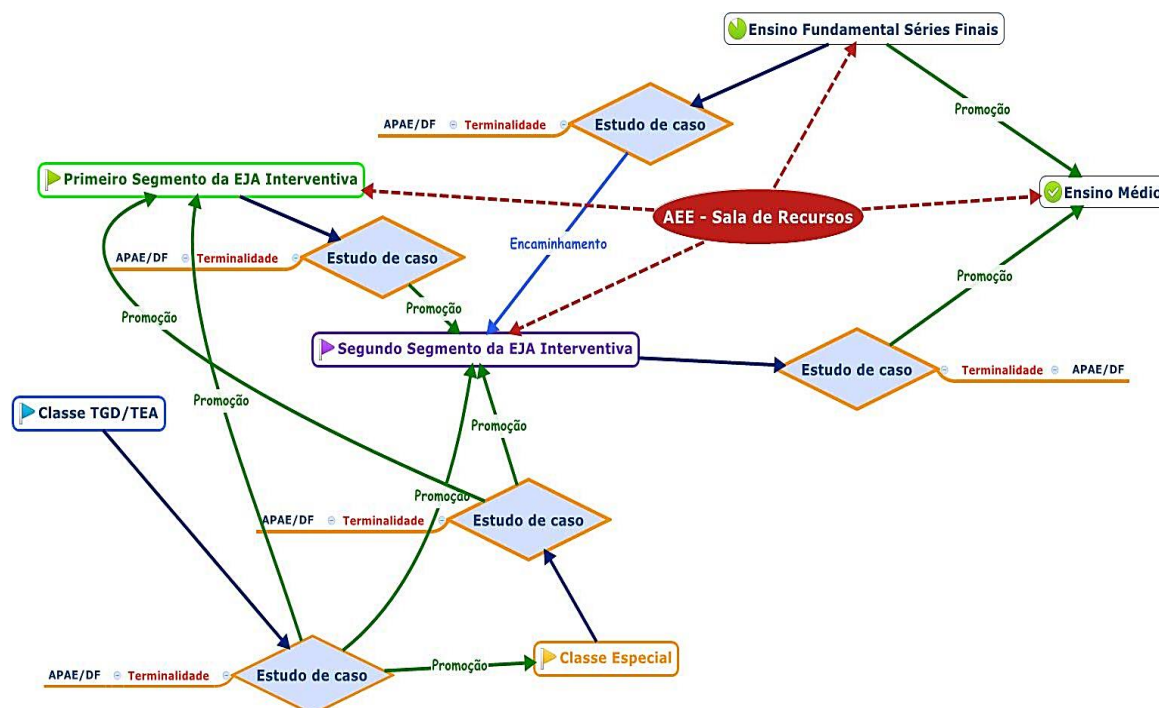 Ensino Fundamental Séries Finais
Promoção
APAE/DF Terminalidade Estudo de caso
Primeiro Segmento da EJA Interventiva
Ensino Médio
AEE - Sala de Recursos
Encaminhamento
APAE/DF Terminalidade Estudo de caso
Promoção
Promoção
Promoção
Segundo Segmento da EJA Interventiva
Estudo de caso Terminalidade APAE/DF
Promoção
Classe TGD/TEA
Promoção
Promoção
APAE/DF Terminalidade Estudo de caso
Classe Especial
Promoção
APAE/DF Terminalidade Estudo de caso